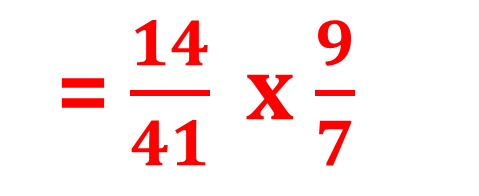 = 14/41 x 9/7